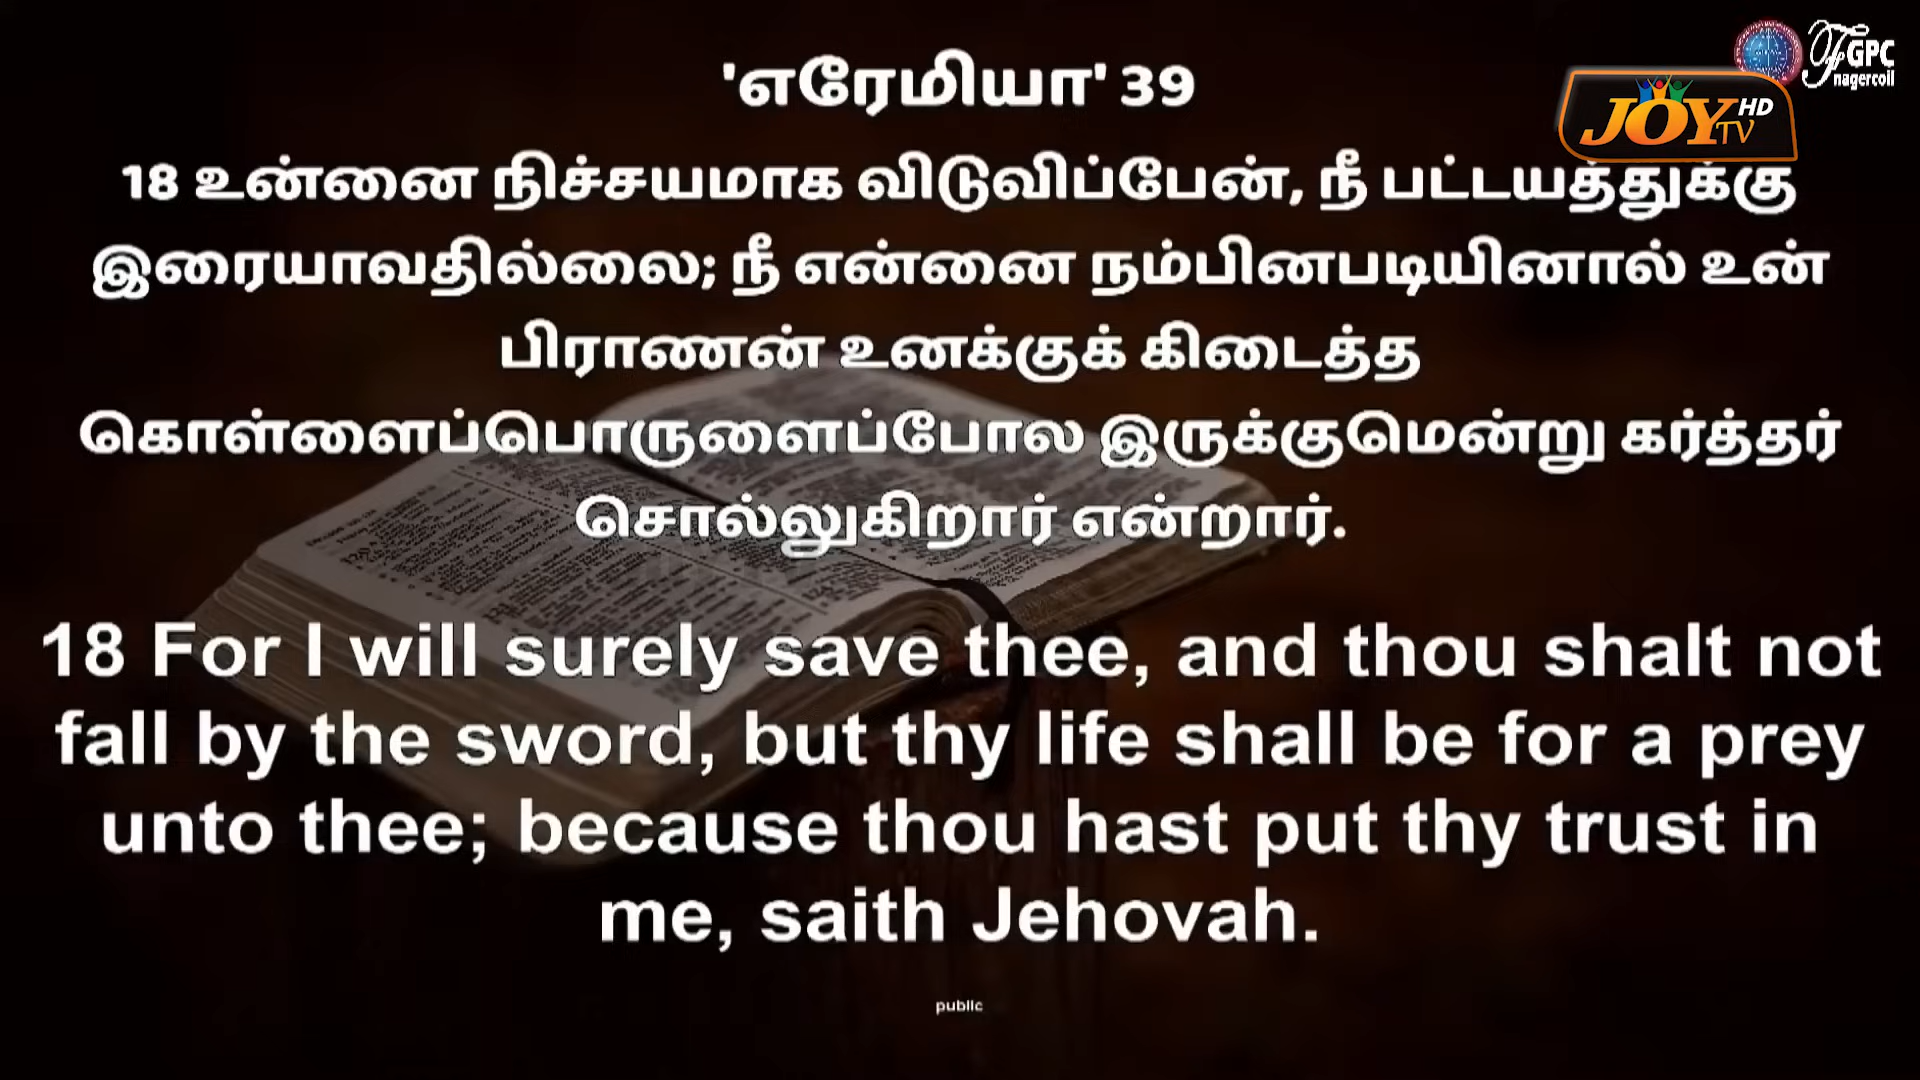 'எரேமியா' 39
FGPC
nagercoil
JOY TV HD
18 உன்னை நிச்சயமாக விடுவிப்பேன், நீ பட்டயத்துக்கு
இரையாவதில்லை; நீ என்னை நம்பினபடியினால் உன்
பிராணன் உனக்குக் கிடைத்த
கொள்ளைப்பொருளைப்போல இருக்குமென்று கர்த்தர்
சொல்லுகிறார் என்றார்.
18 For I will surely save thee, and thou shalt not
fall by the sword, but thy life shall be for a prey
unto thee; because thou hast put thy trust in
me, saith Jehovah.
public